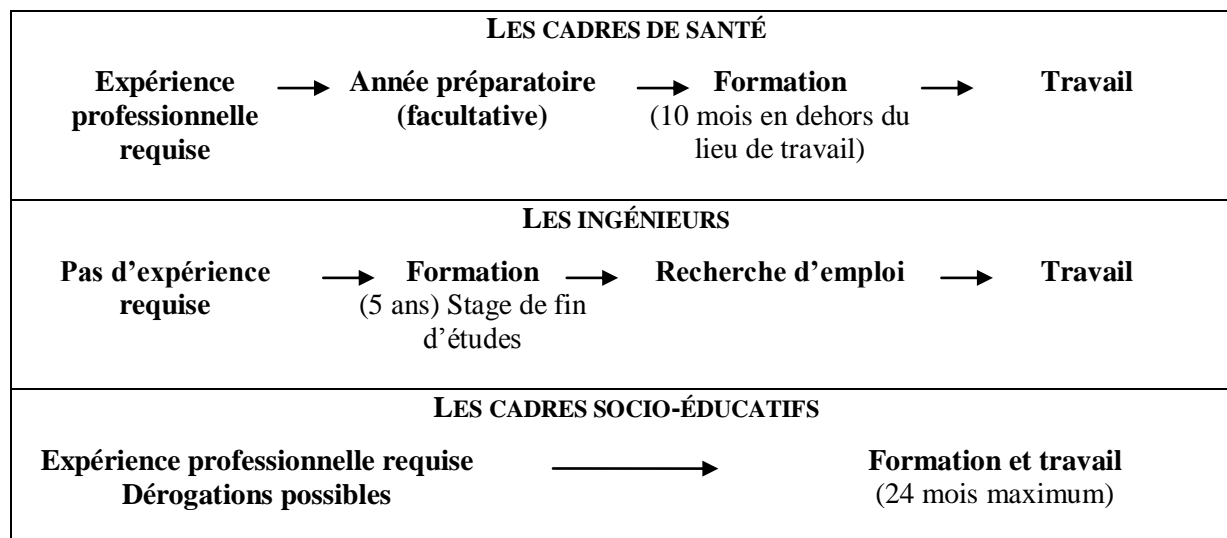 LES CADRES DE SANTÉ
Expérience professionnelle requise
Année préparatoire (facultative)
Formation
(10 mois en dehors du lieu de travail)
Travail
LES INGÉNIEURS
Pas d’expérience requise
Formation
(5 ans) Stage de fin d’études
Recherche d’emploi
Travail
LES CADRES SOCIO-ÉDUCATIFS
Expérience professionnelle requise
Dérogations possibles
Formation et travail
(24 mois maximum)